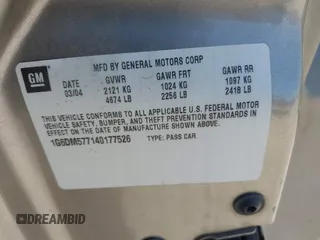 MFD BY GENERAL MOTORS CORP
GM
DATE GVWR GAWR FRT GAWR RR
03/04 2121 KG 1024 KG 1097 KG
4674 LB 2256 LB 2418 LB
THIS VEHICLE CONFORMS TO ALL APPLICABLE U.S. FEDERAL MOTOR
VEHICLE SAFETY, BUMPER, AND THEFT PREVENTION STANDARDS IN
EFFECT ON THE DATE OF MANUFACTURE SHOWN ABOVE.
1G6DM577140177526 TYPE: PASS CAR
DREAMBID